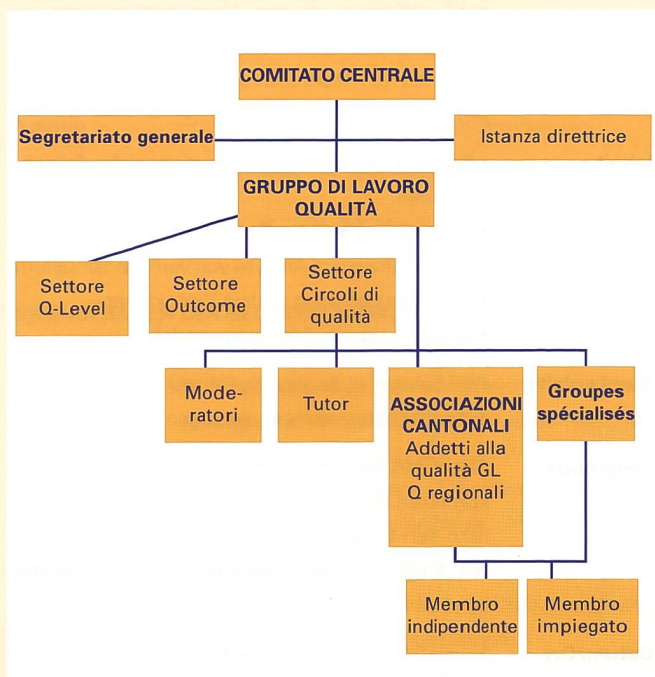 COMITATO CENTRALE
Segretariato generale
Istanza direttrice
GRUPPO DI LAVORO
QUALITÀ
Settore
Q-Level
Settore
Outcome
Settore
Circoli di
qualità
Mode-
ratori
Tutor
ASSOCIAZIONI
CANTONALI
Addetti alla
qualità GL
Q regionali
Groupes
spécialisés
Membro
indipendente
Membro
impiegato